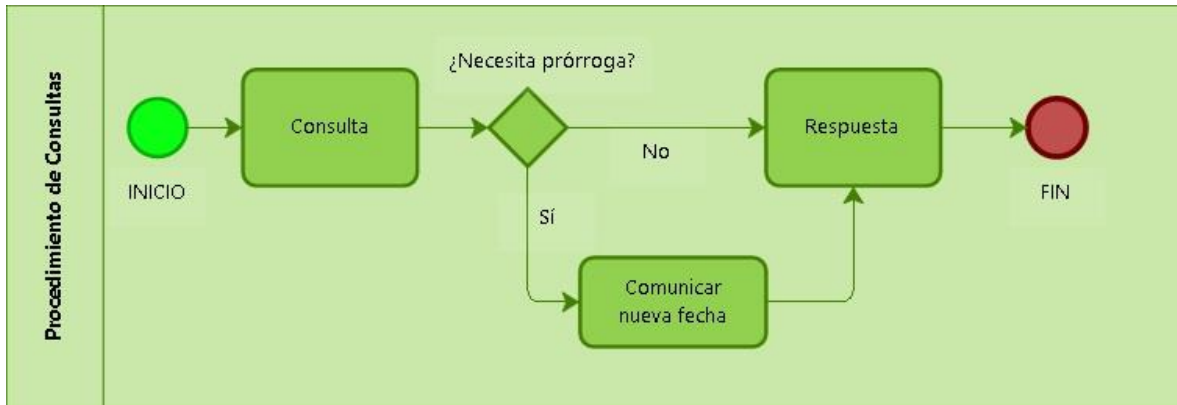 Procedimiento de Consultas
¿Necesita prórroga?
Consulta
Respuesta
No
INICIO
FIN
Sí
Comunicar
nueva fecha